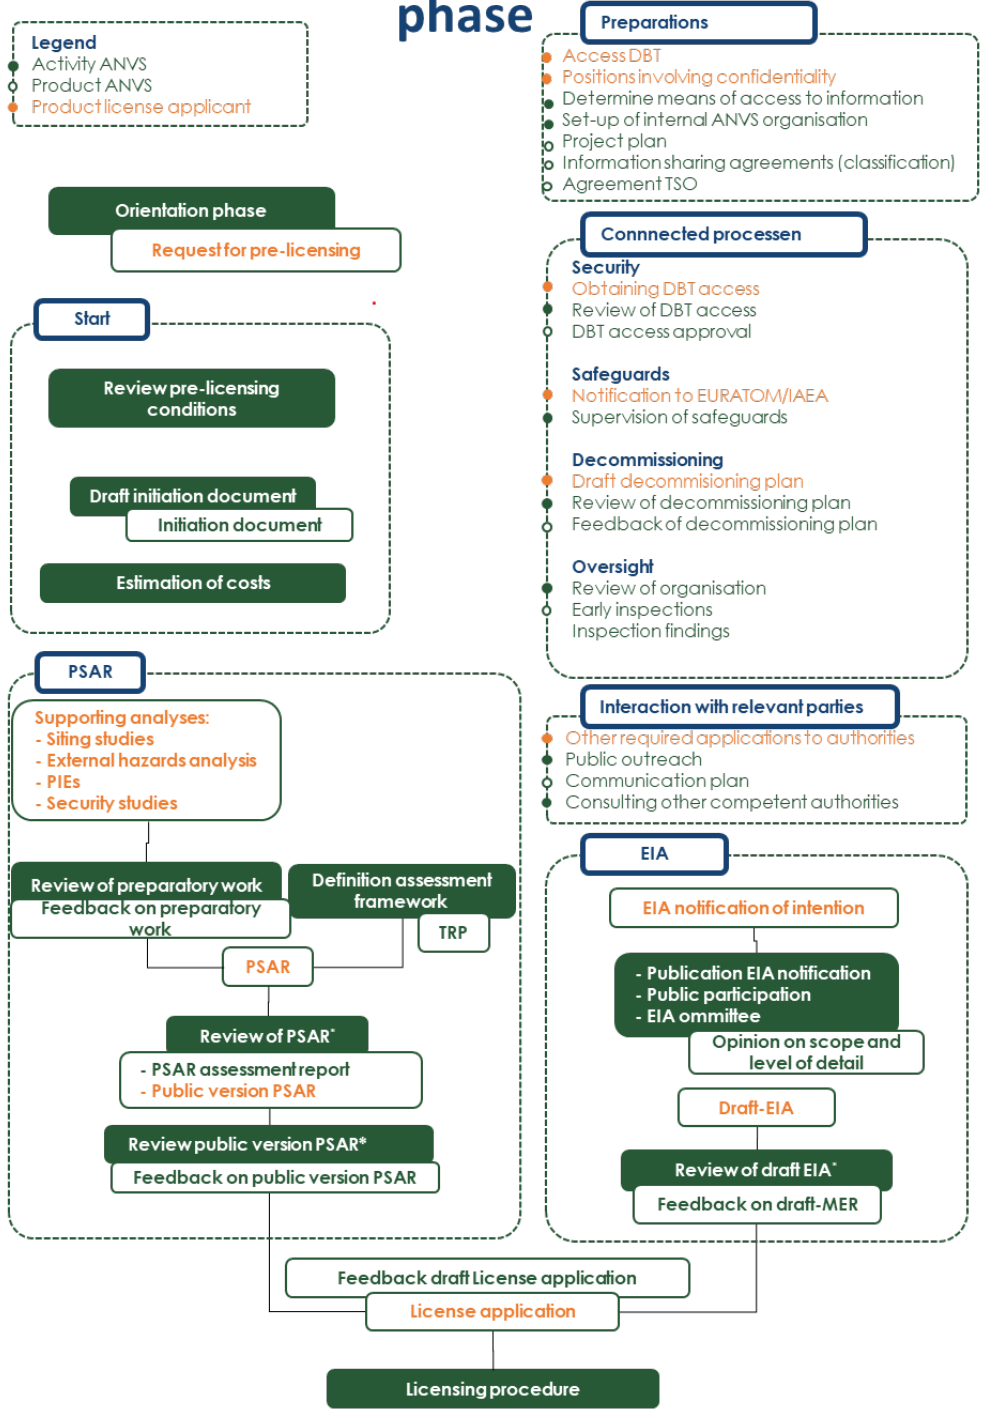 phase
Legend
Activity ANVS
Product ANVS
Product license applicant
Orientation phase
Request for pre-licensing
Start
Review pre-licensing
conditions
Draft initiation document
Initiation document
Estimation of costs
PSAR
Supporting analyses:
- Siting studies
- External hazards analysis
- PIEs
- Security studies
Review of preparatory work
Feedback on preparatory
work
Definition assessment
framework
TRP
PSAR
Review of PSAR*
- PSAR assessment report
- Public version PSAR
Review public version PSAR*
Feedback on public version PSAR
Preparations
Access DBT
Positions involving confidentiality
Determine means of access to information
Set-up of internal ANVS organisation
Project plan
Information sharing agreements (classification)
Agreement TSO
Connnected processen
Security
Obtaining DBT access
Review of DBT access
DBT access approval
Safeguards
Notification to EURATOM/IAEA
Supervision of safeguards
Decommissioning
Draft decommisioning plan
Review of decommissioning plan
Feedback of decommissioning plan
Oversight
Review of organisation
Early inspections
Inspection findings
Interaction with relevant parties
Other required applications to authorities
Public outreach
Communication plan
Consulting other competent authorities
EIA
EIA notification of intention
- Publication EIA notification
- Public participation
- EIA ommittee
Opinion on scope and
level of detail
Draft-EIA
Review of draft EIA*
Feedback on draft-MER
Feedback draft License application
License application
Licensing procedure